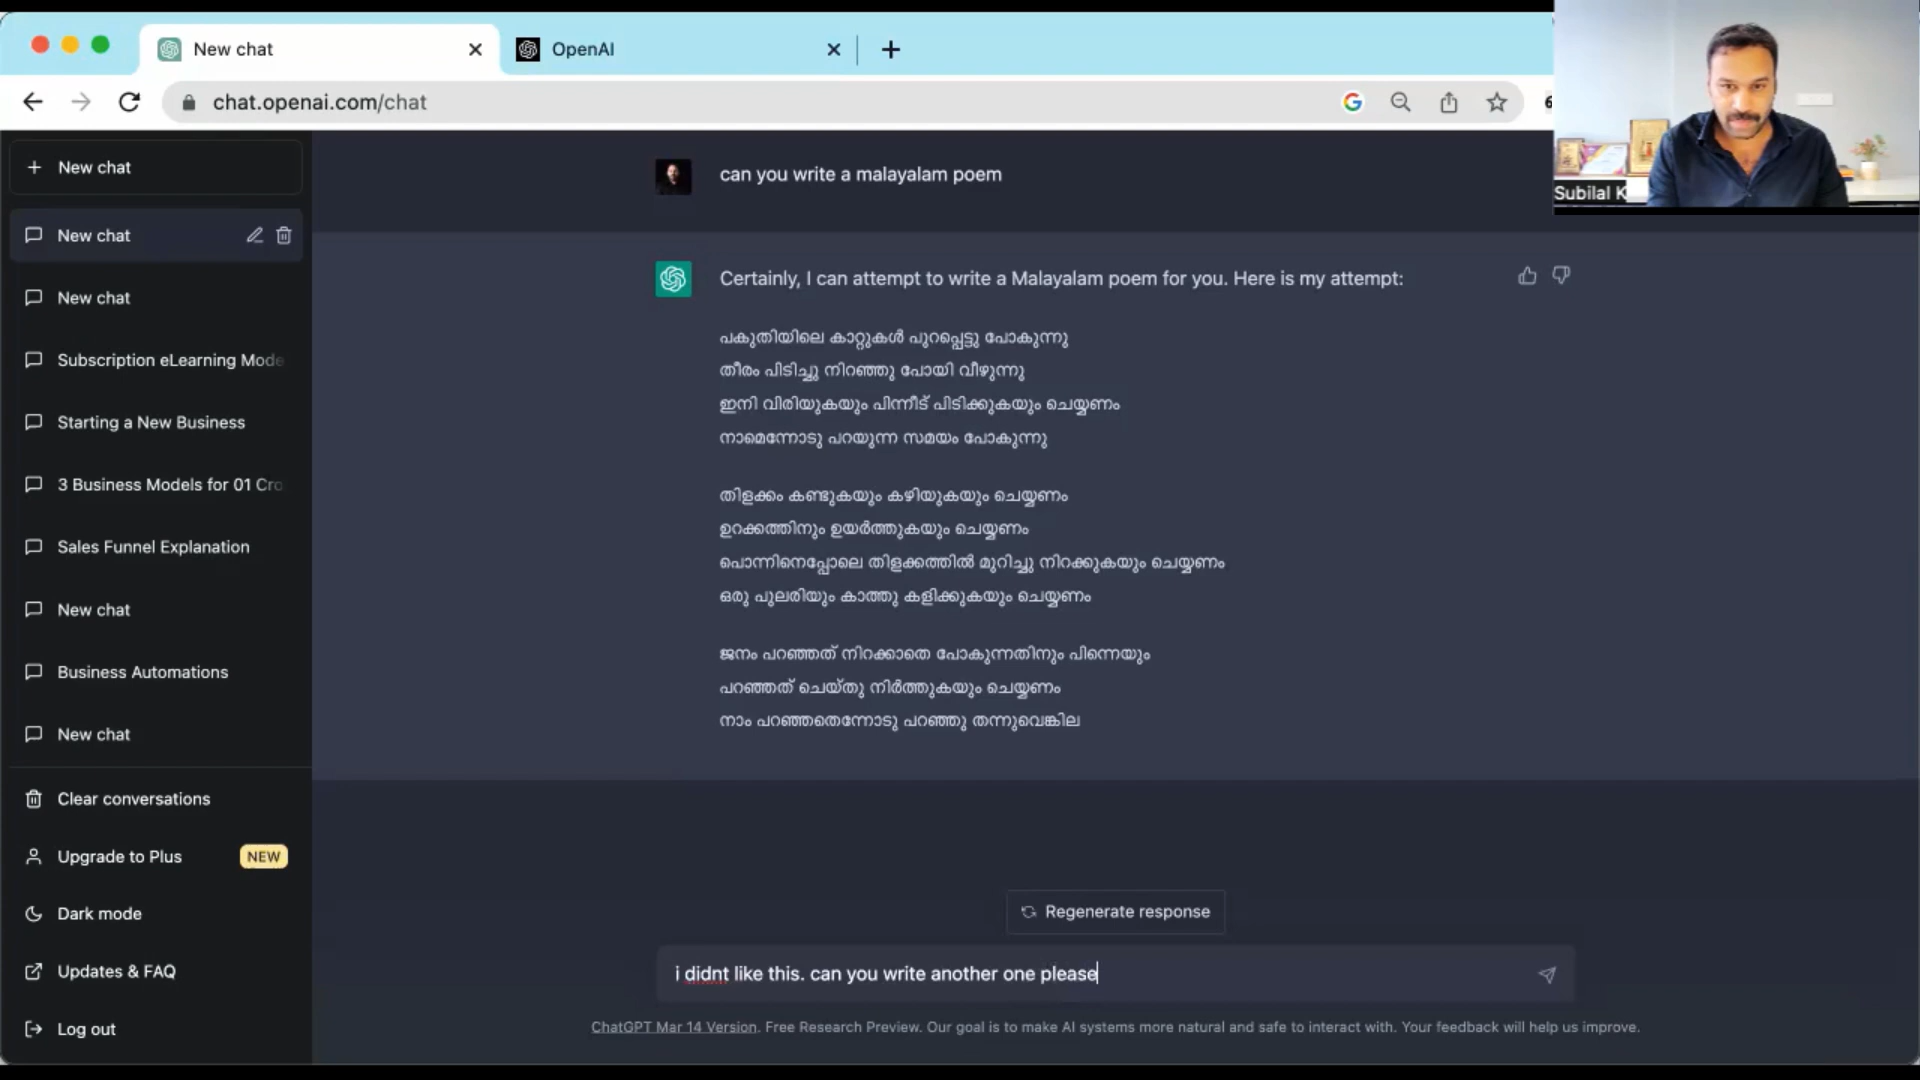 New chat
OpenAI
chat.openai.com/chat
Subilal K
New chat
New chat
New chat
Subscription eLearning Mode
Starting a New Business
3 Business Models for 01 Cro
Sales Funnel Explanation
New chat
Business Automations
New chat
Clear conversations
Upgrade to Plus NEW
Dark mode
Updates & FAQ
Log out
can you write a malayalam poem
Certainly, I can attempt to write a Malayalam poem for you. Here is my attempt:
പകുതിയിലെ കാറ്റുകൾ പുറപ്പെട്ടു പോകുന്നു
തീരം പിടിച്ചു നിറഞ്ഞു പോയി വീഴുന്നു
ഇനി വിരിയുകയും പിന്നീട് പിടിക്കുകയും ചെയ്യണം
നാമെന്നോടു പറയുന്ന സമയം പോകുന്നു
തിളക്കം കണ്ടുകയും കഴിയുകയും ചെയ്യണം
ഉറക്കത്തിനും ഉയർത്തുകയും ചെയ്യണം
പൊന്നിനെപ്പോലെ തിളക്കത്തിൽ മുറിച്ചു നിറക്കുകയും ചെയ്യണം
ഒരു പുലരിയും കാത്തു കളിക്കുകയും ചെയ്യണം
ജനം പറഞ്ഞത് നിറക്കാതെ പോകുന്നതിനും പിന്നെയും
പറഞ്ഞത് ചെയ്തു നിർത്തുകയും ചെയ്യണം
നാം പറഞ്ഞതെന്നോടു പറഞ്ഞു തന്നുവെങ്കില
Regenerate response
i didnt like this. can you write another one please
ChatGPT Mar 14 Version. Free Research Preview. Our goal is to make AI systems more natural and safe to interact with. Your feedback will help us improve.